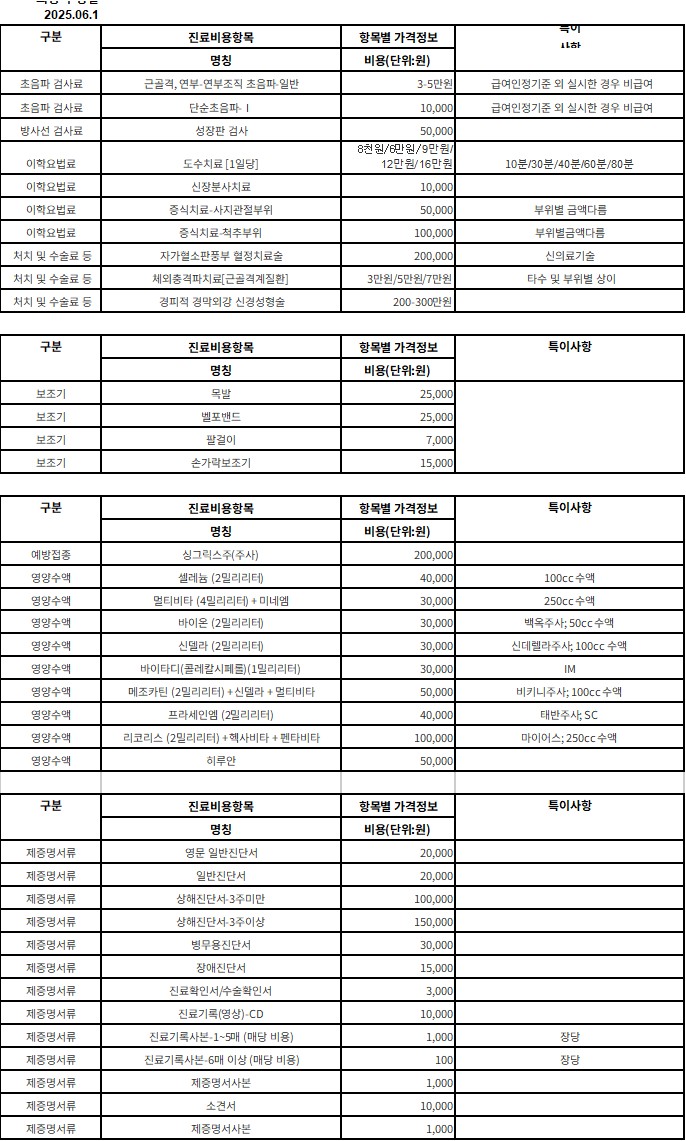 2025.06.1
구분 진료비용항목 항목별 가격정보 특이
사항
명칭 비용(단위:원)
초음파 검사료 근골격, 연부-연부조직 초음파-일반 3-5만원 급여인정기준 외 실시한 경우 비급여
초음파 검사료 단순초음파-Ⅰ 10,000 급여인정기준 외 실시한 경우 비급여
방사선 검사료 성장판 검사 50,000
이학요법료 도수치료 [1일당] 8천원/6만원/9만원/
12만원/16만원 10분/30분/40분/60분/80분
이학요법료 신장분사치료 10,000
이학요법료 증식치료-사지관절부위 50,000 부위별 금액다름
이학요법료 증식치료-척추부위 100,000 부위별금액다름
처치 및 수술료 등 자가혈소판풍부 혈정치료술 200,000 신의료기술
처치 및 수술료 등 체외충격파치료[근골격계질환] 3만원/5만원/7만원 타수 및 부위별 상이
처치 및 수술료 등 경피적 경막외강 신경성형술 200-300만원
구분 진료비용항목 항목별 가격정보 특이사항
명칭 비용(단위:원)
보조기 목발 25,000
보조기 벨포밴드 25,000
보조기 팔걸이 7,000
보조기 손가락보조기 15,000
구분 진료비용항목 항목별 가격정보 특이사항
명칭 비용(단위:원)
예방접종 싱그릭스주(주사) 200,000
영양수액 셀레늄 (2밀리리터) 40,000 100cc 수액
영양수액 멀티비타 (4밀리리터) + 미네엠 30,000 250cc 수액
영양수액 바이온 (2밀리리터) 30,000 백옥주사; 50cc 수액
영양수액 신델라 (2밀리리터) 30,000 신데렐라주사; 100cc 수액
영양수액 바이타디(콜레칼시페롤)(1밀리리터) 30,000 IM
영양수액 메조카틴 (2밀리리터) + 신델라 + 멀티비타 50,000 비키니주사; 100cc 수액
영양수액 프라세인엠 (2밀리리터) 40,000 태반주사; SC
영양수액 리코리스 (2밀리리터) + 헥사비타 + 펜타비타 100,000 마이어스; 250cc 수액
영양수액 히루안 50,000
구분 진료비용항목 항목별 가격정보 특이사항
명칭 비용(단위:원)
제증명서류 영문 일반진단서 20,000
제증명서류 일반진단서 20,000
제증명서류 상해진단서-3주미만 100,000
제증명서류 상해진단서-3주이상 150,000
제증명서류 병무용진단서 30,000
제증명서류 장애진단서 15,000
제증명서류 진료확인서/수술확인서 3,000
제증명서류 진료기록(영상)-CD 10,000
제증명서류 진료기록사본-1~5매 (매당 비용) 1,000 장당
제증명서류 진료기록사본-6매 이상 (매당 비용) 100 장당
제증명서류 제증명서사본 1,000
제증명서류 소견서 10,000
제증명서류 제증명서사본 1,000